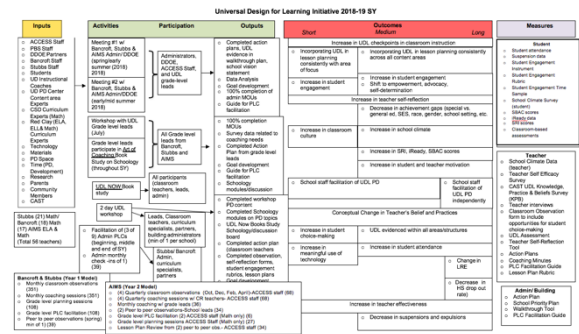 Universal Design for Learning Initiative 2018-19 SY
Inputs
ACCESS Staff
PBS Staff
DDOE Partners
Bancroft Staff
Stubbs Staff
Students
UD Instructional
Coaches
UD PD Center
Content area
Experts
CSD Curriculum
Experts (Math)
Red Clay (ELA,
ELL& Math)
Curriculum
Experts
Technology
Materials
PD Space
Time (PD,
Development)
Research
Parents
Community
Members
CAST
Stubbs (21) Math/
Bancroft (18) Math
(17) AIMS ELA &
Math
(Total 56 teachers)
Activities
Meeting #1 w/
Bancroft, Stubbs &
AIMS Admin/DDOE
(early/mid summer
2018)
Meeting #2 w/
Bancroft, Stubbs &
AIMS Admin/DDOE
(early/mid summer
2018)
Workshop with UDL
Grade level leads
(July)
Grade level leads
participate in Art of
Coaching Book
Study on Schoology
(throughout SY)
UDL NOW Book
study
2 day UDL
workshop
Facilitation of (3) of
(9) Admin PLCs
(beginning, middle
and end of SY)
Admin monthly
check-ins (1)
(39)
Participation
Administrators,
DDOE,
ACCESS Staff,
and UDL
grade-level
leads
All Grade level
leads from
Bancroft,
Stubbs and
AIMS
All participants
(classroom
teachers, leads,
admin)
Leads, Classroom
teachers, curriculum
specialists, partners,
building administrators
(min of 1 per school)
Stubbs/Bancroft
Admin,
curriculum
specialists,
partners
Outputs
Completed action
plans, UDL
evidence in
walkthrough plan,
school vision
statement
Data Analysis
Goal development
100% completion of
admin MOUs
Guide for PLC
facilitation
100% completion
MOUs
Survey data related to
coaching needs
Completed Action
Plan from grade level
leads
Goal development
Guide for PLC
facilitation
Schoology
modules/discussion
Completed workshop
PD content
Completed Schoology
modules on PD topics
UDL Now Books Study
Schoology/discussion
board
Completed action
plan (classroom
teachers)
Completed
observation,
self-reflection forms,
student engagement
rubrics, lesson plans
Outcomes
Short
Medium
Long
Increase in UDL checkpoints in classroom instruction
Incorporating UDL in
lesson planning
consistently with area
of focus
Incorporating UDL in lesson planning consistently
across all content areas
Increase in student
engagement
Increase in student engagement
Shift to empowerment, advocacy,
self-determination
Increase in teacher self-reflection
Decrease in achievement gaps (special vs.
general ed, SES, race, gender, school setting, etc.
Increase in classroom
culture
Increase in school climate
Increase in SRI, iReady, SBAC scores
Increase in student and teacher motivation
School staff facilitation of UDL PD
School staff
facilitation of
UDL PD
independently
Conceptual Change in Teacher's Belief and Practices
Increase in student
choice-making
UDL evidenced within all areas/structures
Increase in
meaningful use of
technology
Increase in student attendance
Change in
LRE
Decrease in
HS drop out
rate)
Increase in teacher effectiveness
Decrease in suspensions and expulsions
Measures
Student
Student attendance
Suspension data
Student Engagement
Instrument
Student Engagement
Rubric
Student Engagement Time
Sample
School Climate Survey
(student)
SBAC scores
iReady data
SRI scores
Classroom-based
assessments
Teacher
School Climate Data
(teacher)
Teacher Self Efficacy
Survey
CAST UDL Knowledge,
Practice & Beliefs Survey
(KPB)
Teacher interviews
Classroom Observation
form to include
opportunities for student
choice-making
UDL Assessment
Teacher Self-Reflection
Tool
Action Plans
Coaching Minutes
PLC Facilitation Guide
Lesson Plan Rubric
Admin/Building
Action Plan
School Priority Plan
Walkthrough Tool
PLC Facilitation Guide
Bancroft & Stubbs (Year 1 Model)
Monthly classroom observations
(351)
Monthly coaching sessions (351)
Grade level planning sessions
(108)
Grade level PLC facilitation (108)
Peer to peer observations (spring)
min of 1) (39)
AIMS (Year 2 Model)
(4) Quarterly classroom observations (Oct, Dec, Feb, April)-ACCESS staff (68)
(4) Quarterly coaching sessions w/ CR teachers- ACCESS staff (68)
Monthly coaching w/ grade leads (36)
(2) Peer to peer observations-School leads (34)
Grade level PLC facilitation- ACCESS Staff (Math only) (6)
Grade level planning sessions ACCESS Staff (Math only) (27)
Lesson Plan Review from (2) peer to peer obs - ACCESS staff (34)